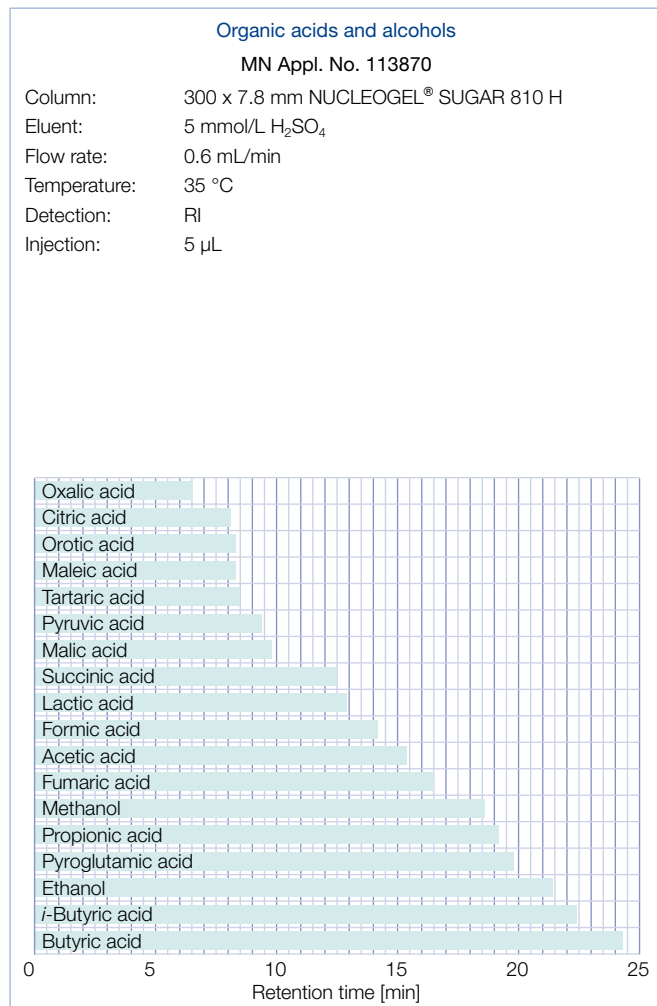 Organic acids and alcohols
MN Appl. No. 113870
Column: 300 x 7.8 mm NUCLEOGEL® SUGAR 810 H
Eluent: 5 mmol/L H₂SO₄
Flow rate: 0.6 mL/min
Temperature: 35 °C
Detection: RI
Injection: 5 µL
Oxalic acid
Citric acid
Orotic acid
Maleic acid
Tartaric acid
Pyruvic acid
Malic acid
Succinic acid
Lactic acid
Formic acid
Acetic acid
Fumaric acid
Methanol
Propionic acid
Pyroglutamic acid
Ethanol
i-Butyric acid
Butyric acid
0 5 10 15 20 25
Retention time [min]